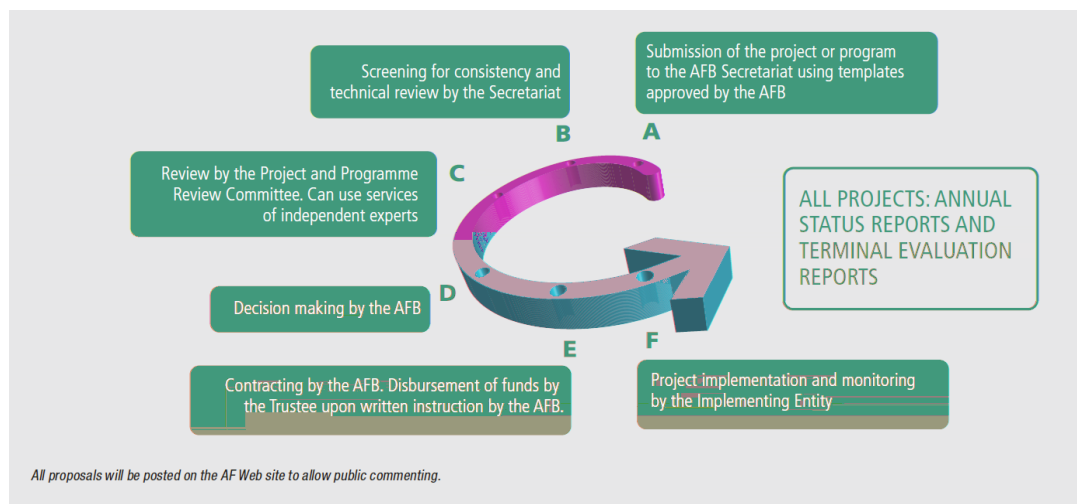 Submission of the project or program
to the AFB Secretariat using templates
approved by the AFB
A
Screening for consistency and
technical review by the Secretariat
B
Review by the Project and Programme
Review Committee. Can use services
of independent experts
C
Decision making by the AFB
D
Contracting by the AFB. Disbursement of funds by
the Trustee upon written instruction by the AFB.
E
Project implementation and monitoring
by the Implementing Entity
F
ALL PROJECTS: ANNUAL
STATUS REPORTS AND
TERMINAL EVALUATION
REPORTS
All proposals will be posted on the AF Web site to allow public commenting.